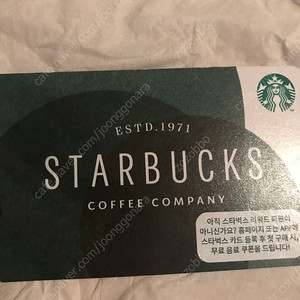 ESTD.1971
STARBUCKS
COFFEE COMPANY
아직 스타벅스 리워드 회원이
아니신가요? 홈페이지 또는 APP에
스타벅스 카드 등록 후 첫 구매 시,
무료 음료 쿠폰을 드립니다!